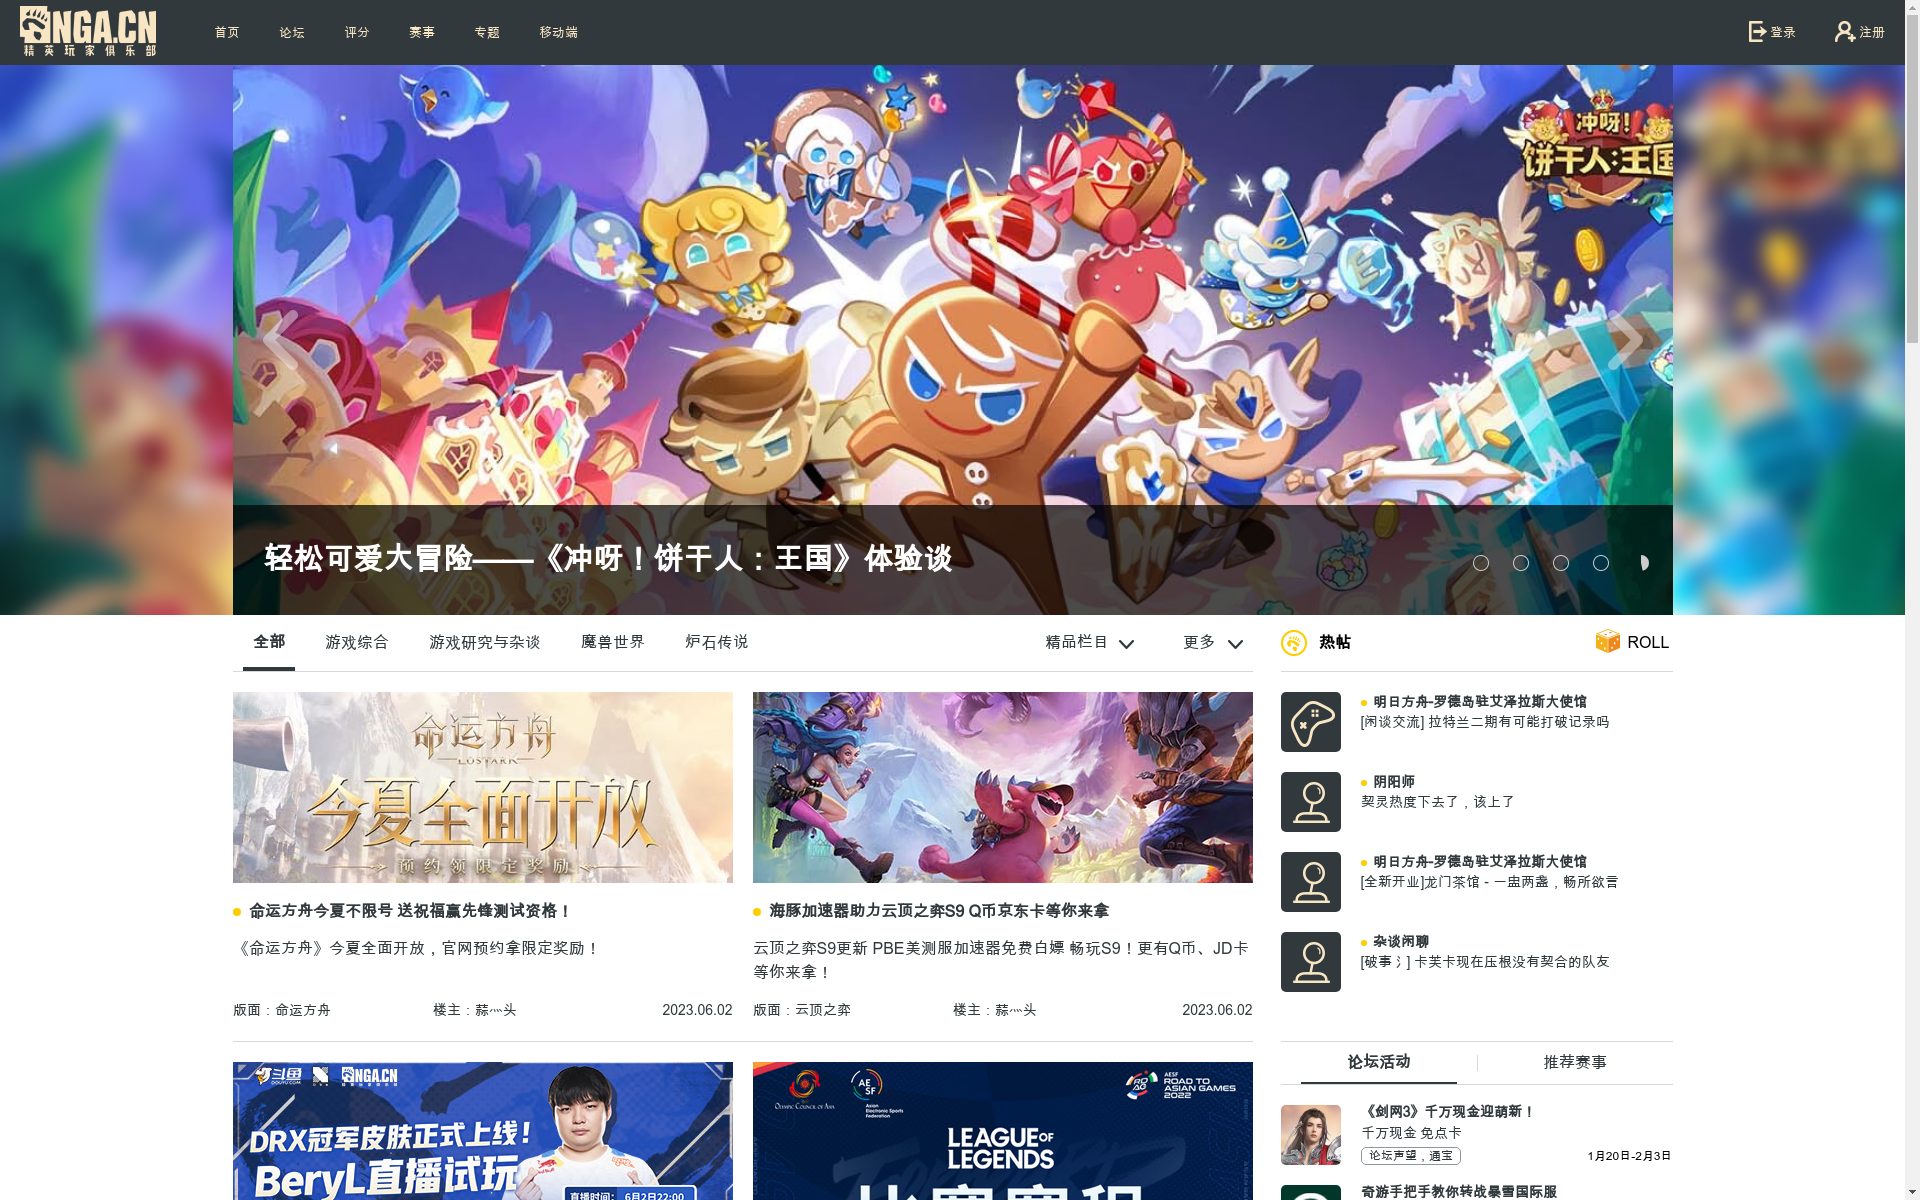 NGA.CN
精英玩家俱乐部
首页 论坛 评分 赛事 专题 移动端 登录 注册
冲呀!
饼干人:王国
轻松可爱大冒险——《冲呀！饼干人：王国》体验谈
全部 游戏综合 游戏研究与杂谈 魔兽世界 炉石传说 精品栏目 更多
热帖 ROLL
命运方舟
LOST ARK
今夏全面开放
预约领限定奖励
命运方舟今夏不限号 送祝福赢先锋测试资格！
《命运方舟》今夏全面开放，官网预约拿限定奖励！
版面：命运方舟 楼主：蒜灬头 2023.06.02
海豚加速器助力云顶之弈S9 Q币京东卡等你来拿
云顶之弈S9更新 PBE美测服加速器免费白嫖 畅玩S9！更有Q币、JD卡
等你来拿！
版面：云顶之弈 楼主：蒜灬头 2023.06.02
明日方舟-罗德岛驻艾泽拉斯大使馆
[闲谈交流] 拉特兰二期有可能打破记录吗
阴阳师
契灵热度下去了，该上了
明日方舟-罗德岛驻艾泽拉斯大使馆
[全新开业]龙门茶馆 - 一盅两盏，畅所欲言
杂谈闲聊
[破事氵] 卡芙卡现在压根没有契合的队友
斗鱼
DOUYU.COM
NGA.CN
DRX冠军皮肤正式上线!
BeryL直播试玩
直播时间： 6月2日22:00
OLYMPIC COUNCIL OF ASIA
AESF
Asian
Electronic Sports
Federation
AESF
ROAD TO
ASIAN GAMES
2022
LEAGUE OF
LEGENDS
比赛赛程
论坛活动 推荐赛事
《剑网3》千万现金迎萌新！
千万现金 免点卡
论坛声望，通宝 1月20日-2月3日
奇游手把手教你转战暴雪国际服